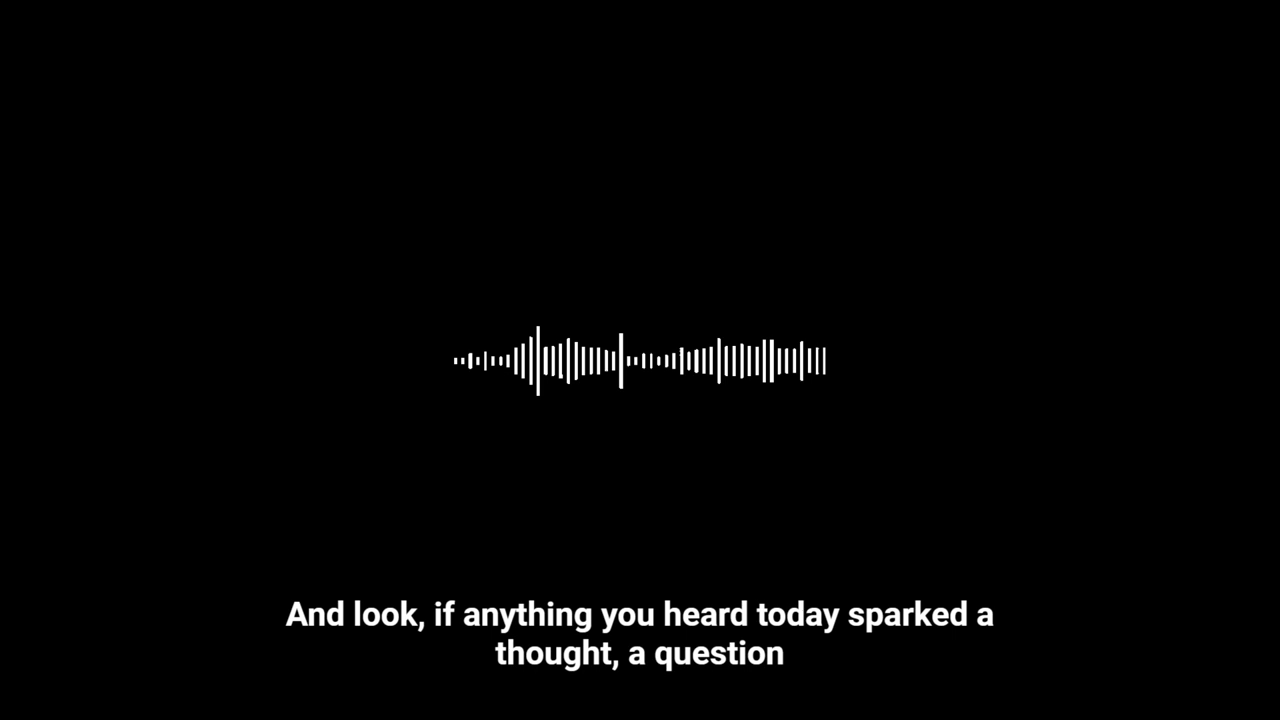 And look, if anything you heard today sparked a
thought, a question